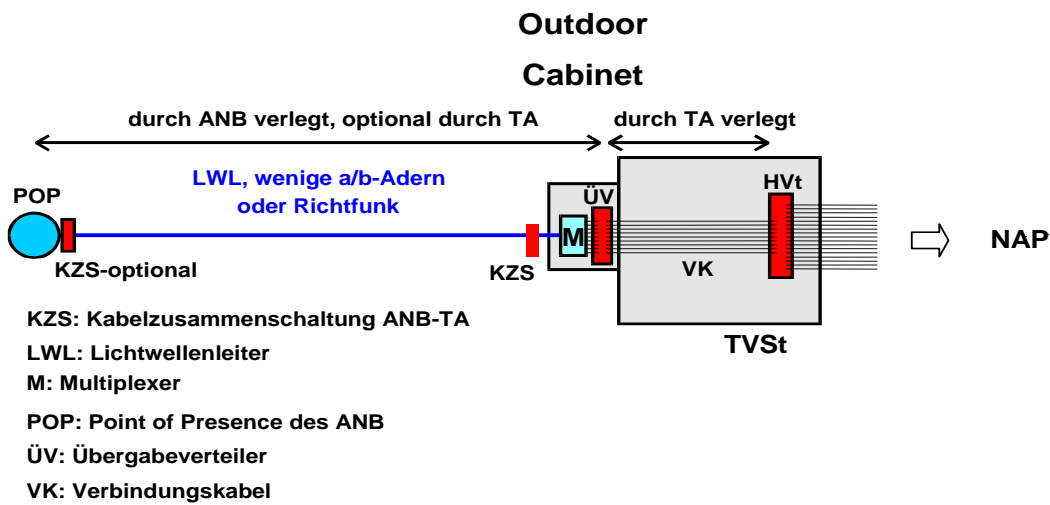 Outdoor
Cabinet
durch ANB verlegt, optional durch TA
durch TA verlegt
POP
LWL, wenige a/b-Adern
oder Richtfunk
ÜV
HVt
M
NAP
KZS-optional
KZS
VK
TVSt
KZS: Kabelzusammenschaltung ANB-TA
LWL: Lichtwellenleiter
M: Multiplexer
POP: Point of Presence des ANB
ÜV: Übergabeverteiler
VK: Verbindungskabel